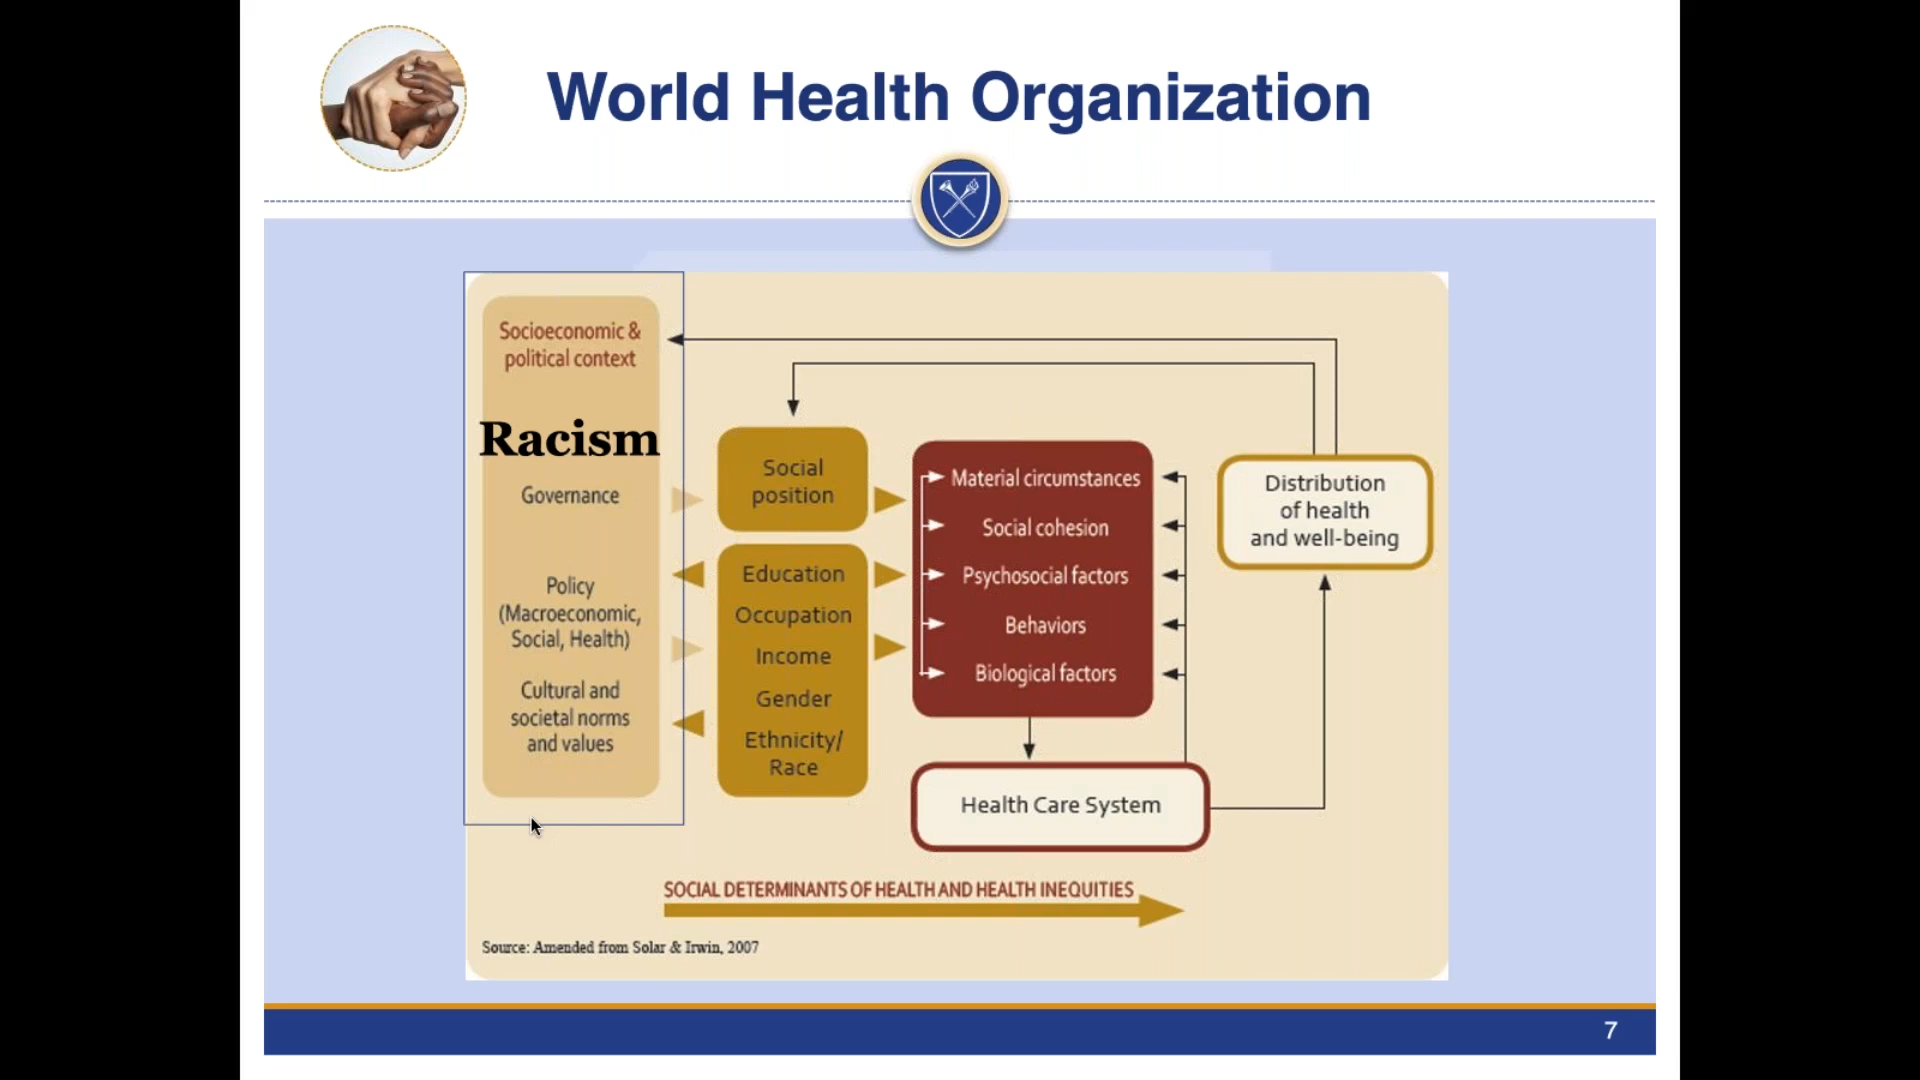 World Health Organization
Socioeconomic &
political context
Racism
Governance
Policy
(Macroeconomic,
Social, Health)
Cultural and
societal norms
and values
Social
position
Education
Occupation
Income
Gender
Ethnicity/
Race
Material circumstances
Social cohesion
Psychosocial factors
Behaviors
Biological factors
Health Care System
Distribution
of health
and well-being
SOCIAL DETERMINANTS OF HEALTH AND HEALTH INEQUITIES
Source: Amended from Solar & Irwin, 2007
7